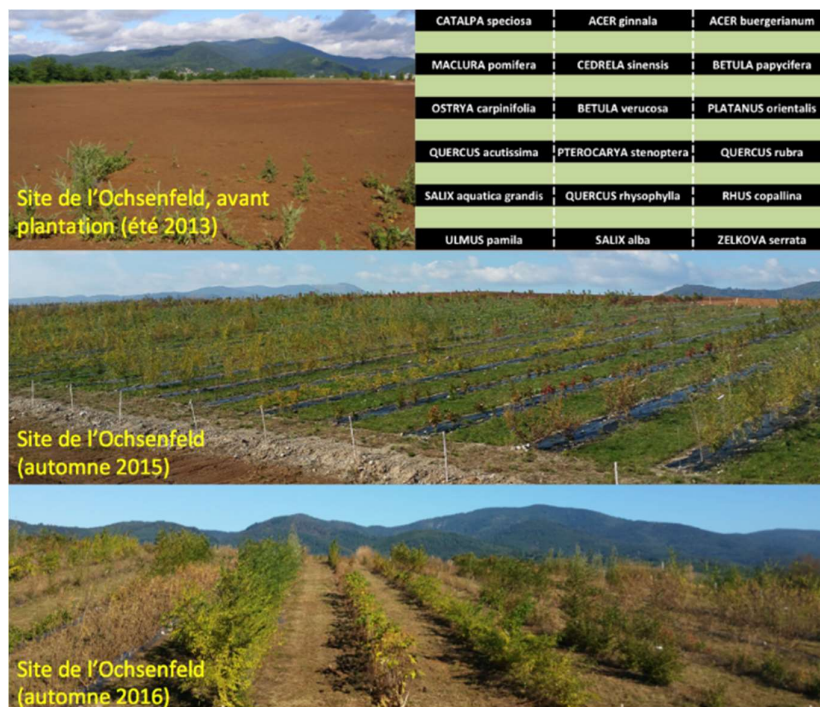 CATALPA speciosa
ACER ginnala
ACER buergerianum
MACLURA pomifera
CEDRELA sinensis
BETULA papycifera
OSTRYA carpinifolia
BETULA verucosa
PLATANUS orientalis
QUERCUS acutissima
PTEROCARYA stenoptera
QUERCUS rubra
SALIX aquatica grandis
QUERCUS rhysophylla
RHUS copallina
ULMUS pamila
SALIX alba
ZELKOVA serrata
Site de l’Ochsenfeld, avant
plantation (été 2013)
Site de l’Ochsenfeld
(automne 2015)
Site de l’Ochsenfeld
(automne 2016)